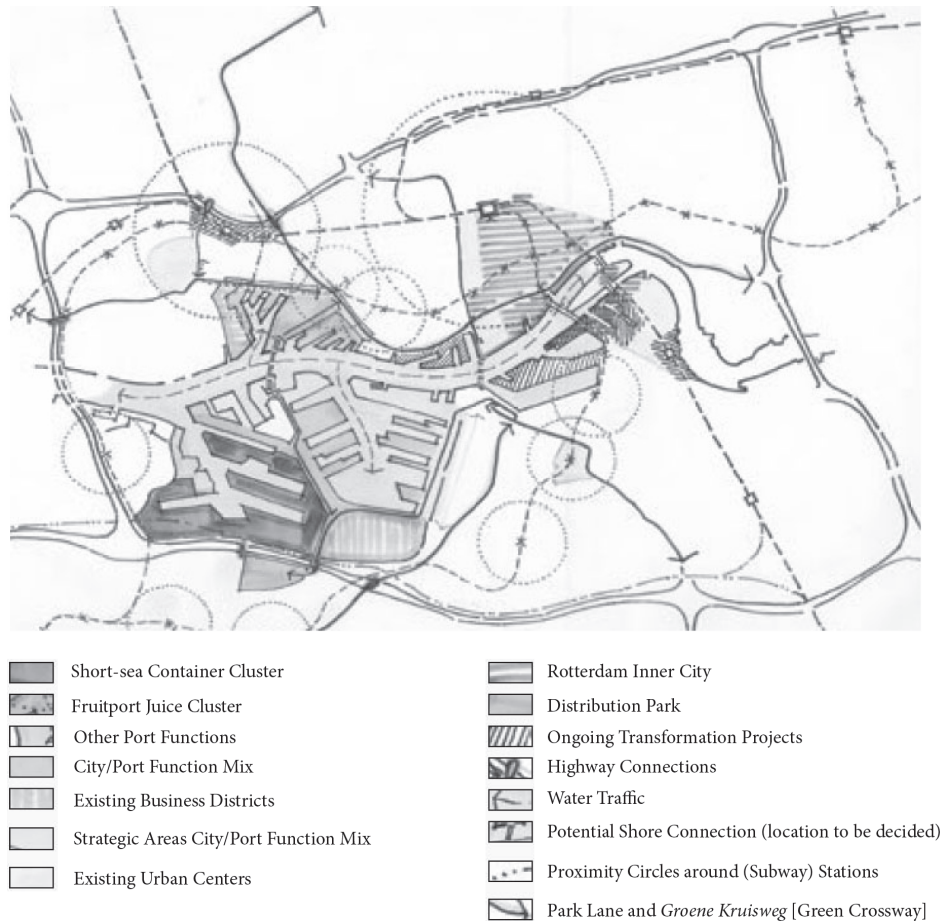 Short-sea Container Cluster
Fruitport Juice Cluster
Other Port Functions
City/Port Function Mix
Existing Business Districts
Strategic Areas City/Port Function Mix
Existing Urban Centers
Rotterdam Inner City
Distribution Park
Ongoing Transformation Projects
Highway Connections
Water Traffic
Potential Shore Connection (location to be decided)
Proximity Circles around (Subway) Stations
Park Lane and Groene Kruisweg [Green Crossway]